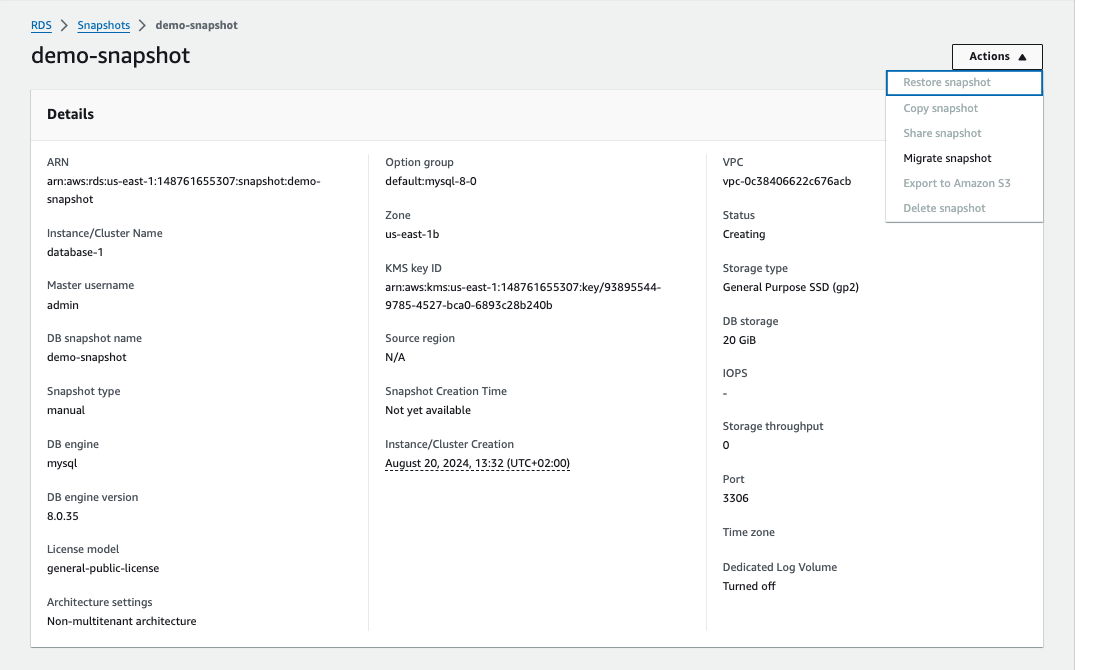 RDS > Snapshots > demo-snapshot
demo-snapshot
Actions
Restore snapshot
Copy snapshot
Share snapshot
Migrate snapshot
Export to Amazon S3
Delete snapshot
Details
ARN
arn:aws:rds:us-east-1:148761655307:snapshot:demo-
snapshot
Instance/Cluster Name
database-1
Master username
admin
DB snapshot name
demo-snapshot
Snapshot type
manual
DB engine
mysql
DB engine version
8.0.35
License model
general-public-license
Architecture settings
Non-multitenant architecture
Option group
default:mysql-8-0
Zone
us-east-1b
KMS key ID
arn:aws:kms:us-east-1:148761655307:key/93895544-
9785-4527-bca0-6893c28b240b
Source region
N/A
Snapshot Creation Time
Not yet available
Instance/Cluster Creation
August 20, 2024, 13:32 (UTC+02:00)
VPC
vpc-0c38406622c676acb
Status
Creating
Storage type
General Purpose SSD (gp2)
DB storage
20 GiB
IOPS
-
Storage throughput
0
Port
3306
Time zone
Dedicated Log Volume
Turned off